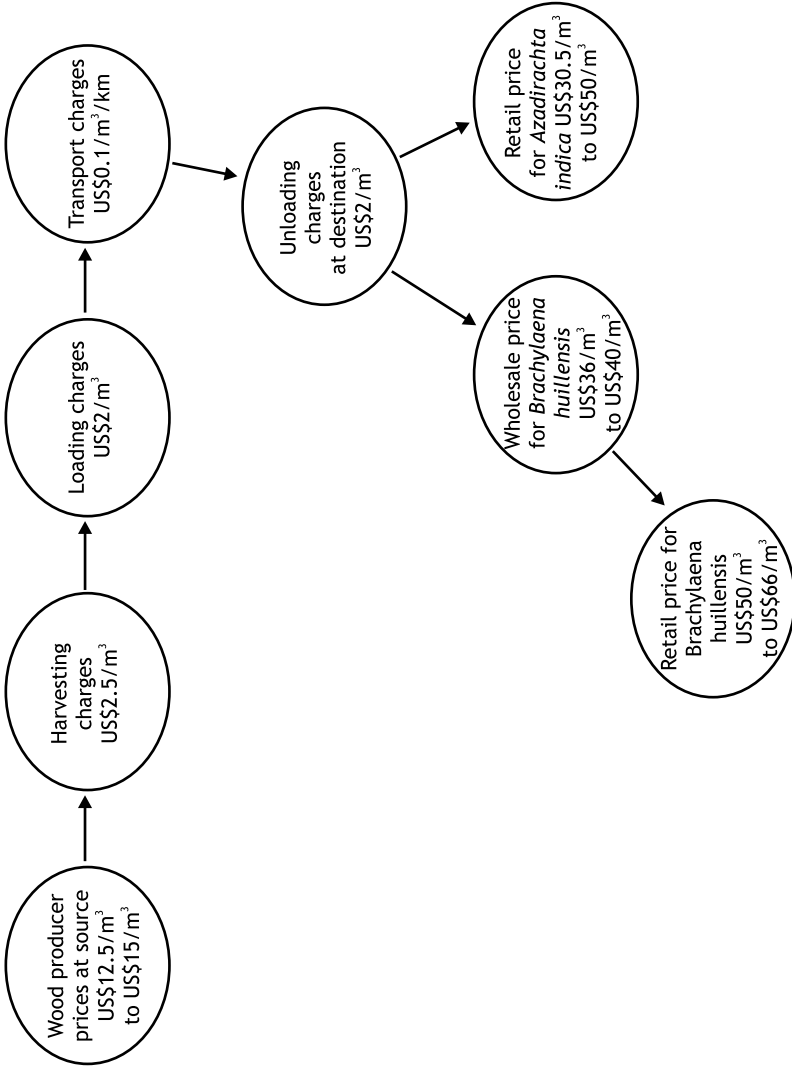 Wood producer
prices at source
US$12.5/m³
to US$15/m³
Harvesting
charges
US$2.5/m³
Loading charges
US$2/m³
Transport charges
US$0.1/m³/km
Unloading
charges
at destination
US$2/m³
Wholesale price
for Brachylaena
huillensis
US$36/m³
to US$40/m³
Retail price for
Brachylaena
huillensis
US$50/m³
to US$66/m³
Retail price
for Azadirachta
indica US$30.5/m³
to US$50/m³